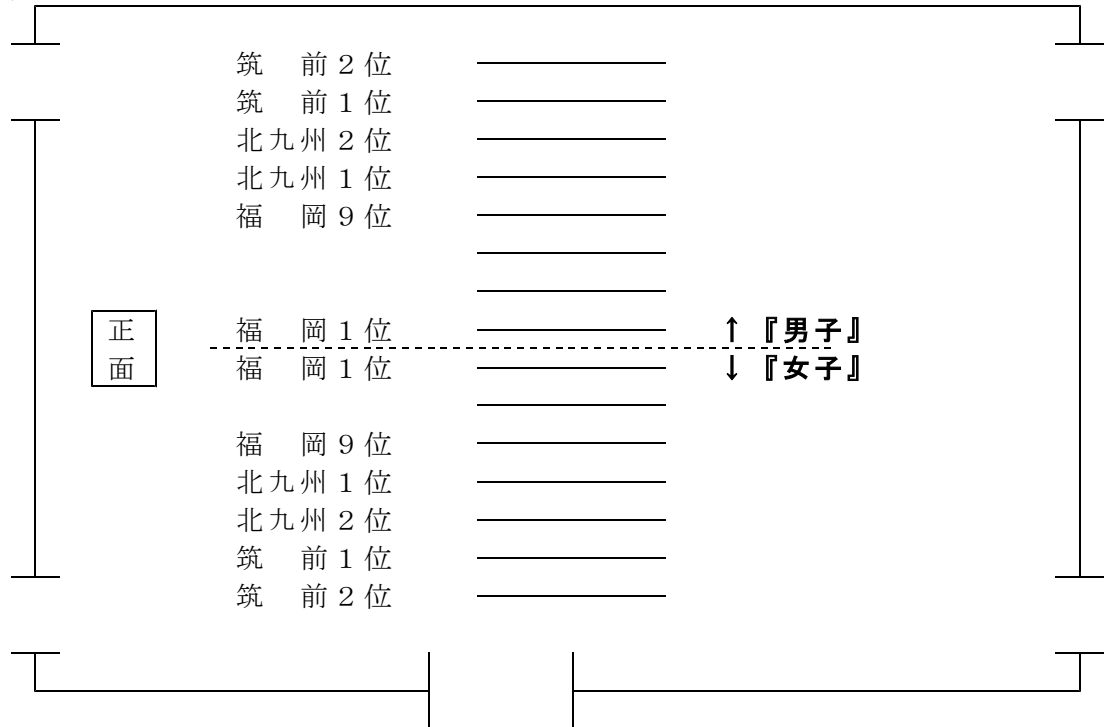 筑　前２位
筑　前１位
北九州２位
北九州１位
福　岡９位
正面
福　岡１位
↑『男子』
福　岡１位
↓『女子』
福　岡９位
北九州１位
北九州２位
筑　前１位
筑　前２位